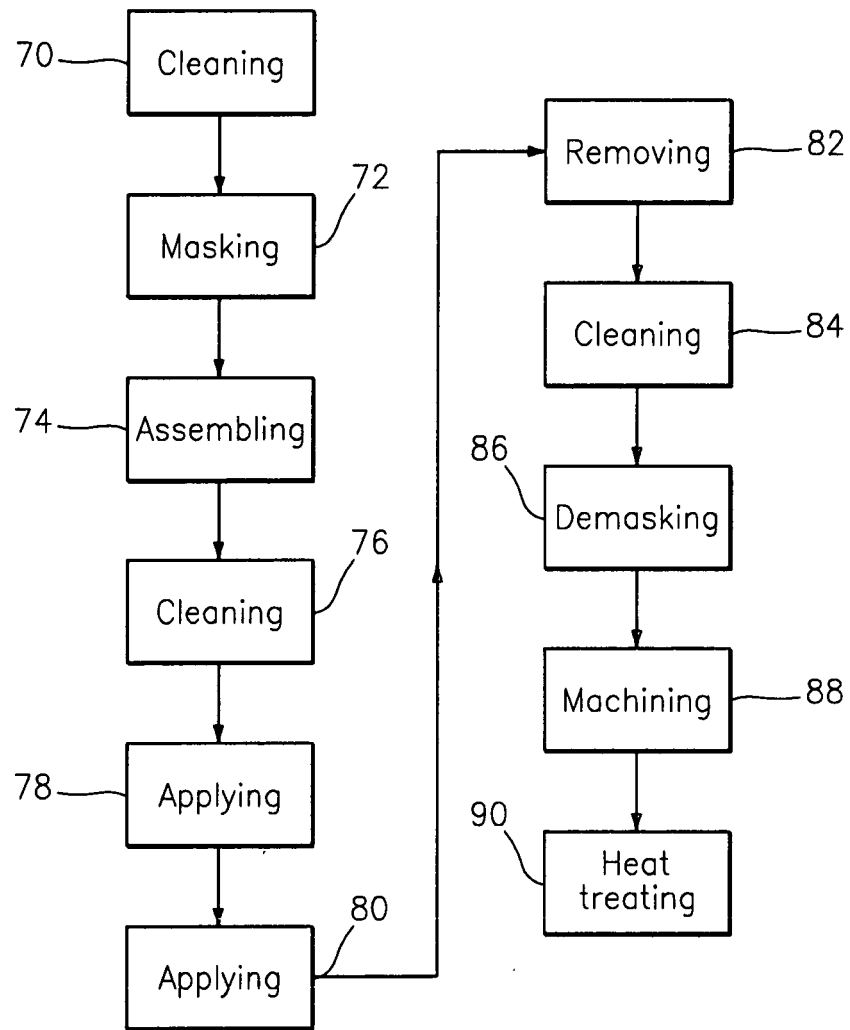 70
Cleaning
72
Masking
74
Assembling
76
Cleaning
78
Applying
80
Applying
82
Removing
84
Cleaning
86
Demasking
88
Machining
90
Heat
treating